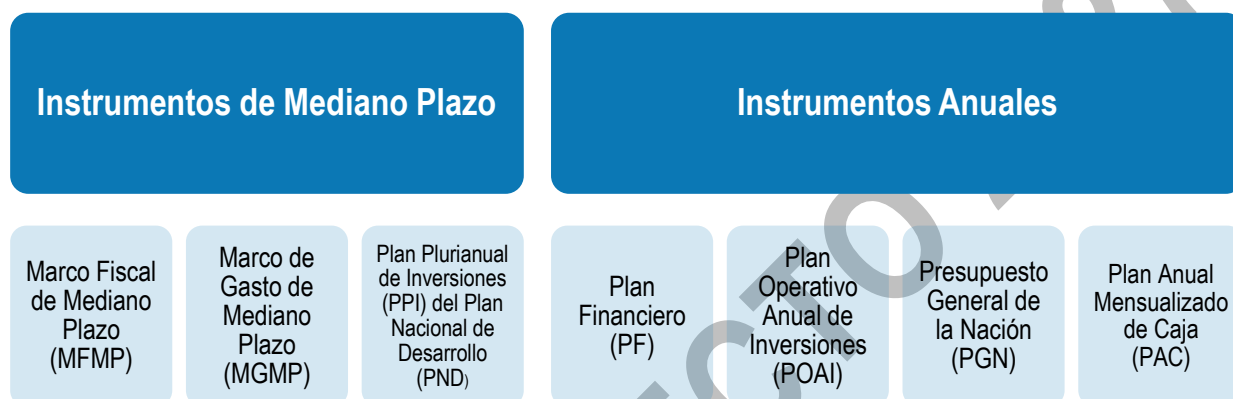 Instrumentos de Mediano Plazo
Instrumentos Anuales
Marco Fiscal
de Mediano
Plazo
(MFMP)
Marco de
Gasto de
Mediano
Plazo
(MGMP)
Plan Plurianual
de Inversiones
(PPI) del Plan
Nacional de
Desarrollo
(PND)
Plan
Financiero
(PF)
Plan
Operativo
Anual de
Inversiones
(POAI)
Presupuesto
General de
la Nación
(PGN)
Plan Anual
Mensualizado
de Caja
(PAC)